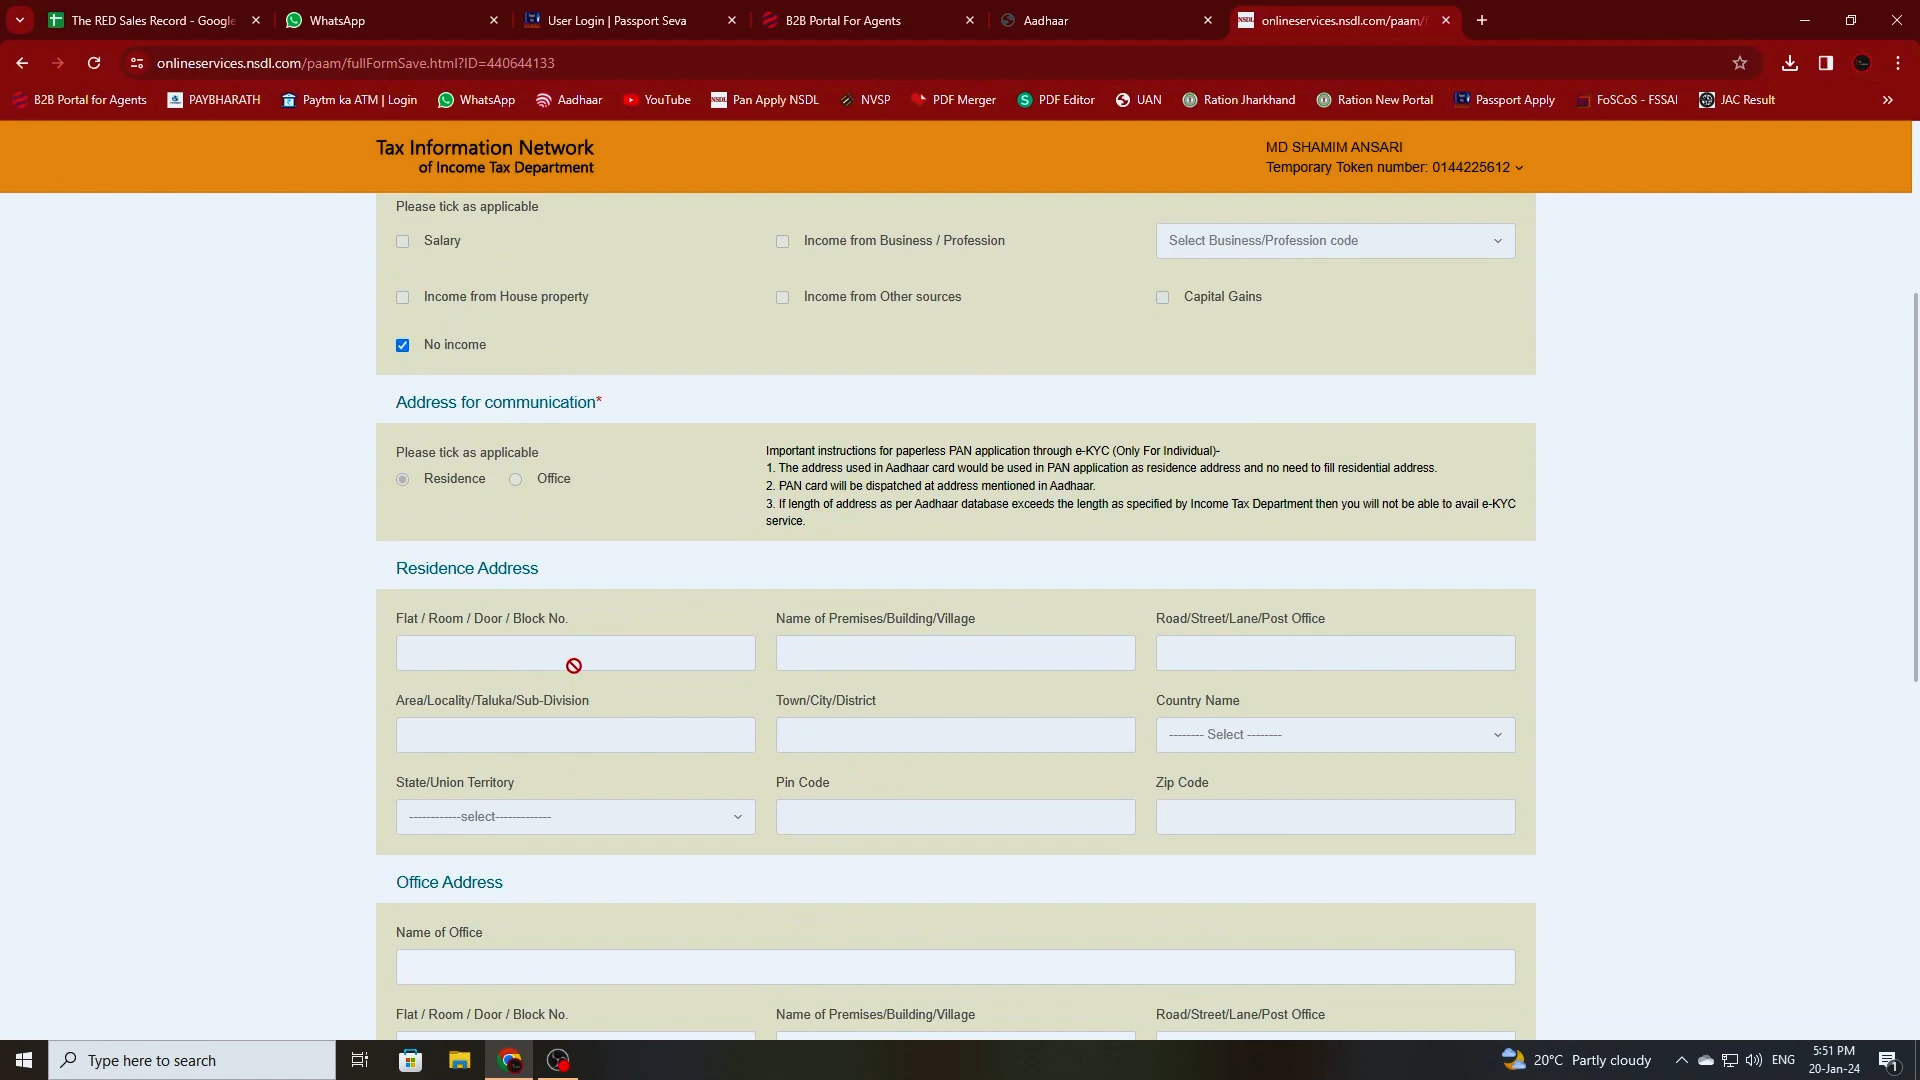 The RED Sales Record - Google
WhatsApp
User Login | Passport Seva
B2B Portal For Agents
Aadhaar
NSDL
onlineservices.nsdl.com/paam/f
onlineservices.nsdl.com/paam/fullFormSave.html?ID=440644133
B2B Portal for Agents
PAYBHARATH
Paytm ka ATM | Login
WhatsApp
Aadhaar
YouTube
NSDL
Pan Apply NSDL
NVSP
PDF Merger
PDF Editor
UAN
Ration Jharkhand
Ration New Portal
Passport Apply
FoSCoS - FSSAI
JAC Result
Tax Information Network
of Income Tax Department
MD SHAMIM ANSARI
Temporary Token number: 0144225612
Please tick as applicable
Salary
Income from Business / Profession
Select Business/Profession code
Income from House property
Income from Other sources
Capital Gains
No income
Address for communication*
Please tick as applicable
Residence
Office
Important instructions for paperless PAN application through e-KYC (Only For Individual)-
1. The address used in Aadhaar card would be used in PAN application as residence address and no need to fill residential address.
2. PAN card will be dispatched at address mentioned in Aadhaar.
3. If length of address as per Aadhaar database exceeds the length as specified by Income Tax Department then you will not be able to avail e-KYC
service.
Residence Address
Flat / Room / Door / Block No.
Name of Premises/Building/Village
Road/Street/Lane/Post Office
Area/Locality/Taluka/Sub-Division
Town/City/District
Country Name
-------- Select --------
State/Union Territory
Pin Code
Zip Code
------------select-------------
Office Address
Name of Office
Flat / Room / Door / Block No.
Name of Premises/Building/Village
Road/Street/Lane/Post Office
Type here to search
20°C Partly cloudy
ENG
5:51 PM
20-Jan-24
1